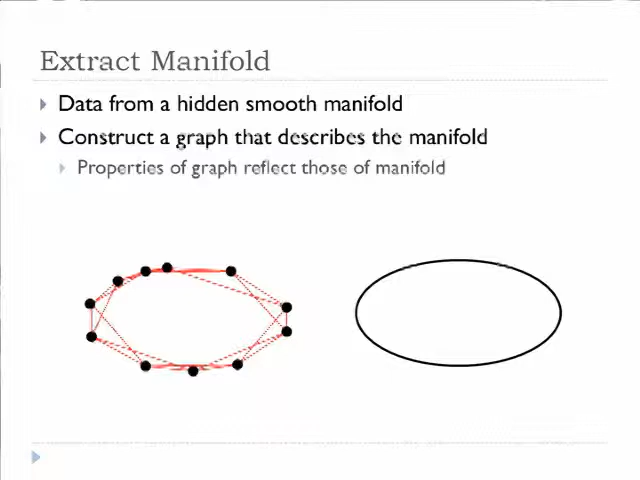 Extract Manifold
Data from a hidden smooth manifold
Construct a graph that describes the manifold
Properties of graph reflect those of manifold